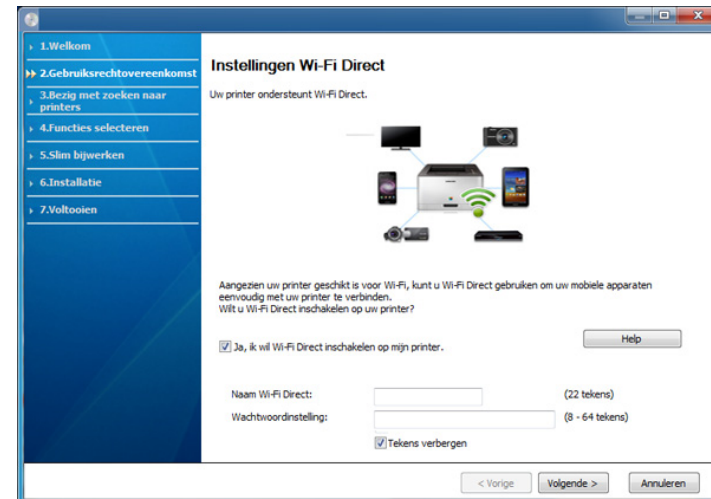 1.Welkom
2.Gebruiksrechtovereenkomst
3.Bezig met zoeken naar
printers
4.Functies selecteren
5.Slim bijwerken
6.Installatie
7.Voltooien
Instellingen Wi-Fi Direct
Uw printer ondersteunt Wi-Fi Direct.
Aangezien uw printer geschikt is voor Wi-Fi, kunt u Wi-Fi Direct gebruiken om uw mobiele apparaten
eenvoudig met uw printer te verbinden.
Wilt u Wi-Fi Direct inschakelen op uw printer?
Ja, ik wil Wi-Fi Direct inschakelen op mijn printer.
Help
Naam Wi-Fi Direct: (22 tekens)
Wachtwoordinstelling: (8 - 64 tekens)
Tekens verbergen
< Vorige Volgende > Annuleren